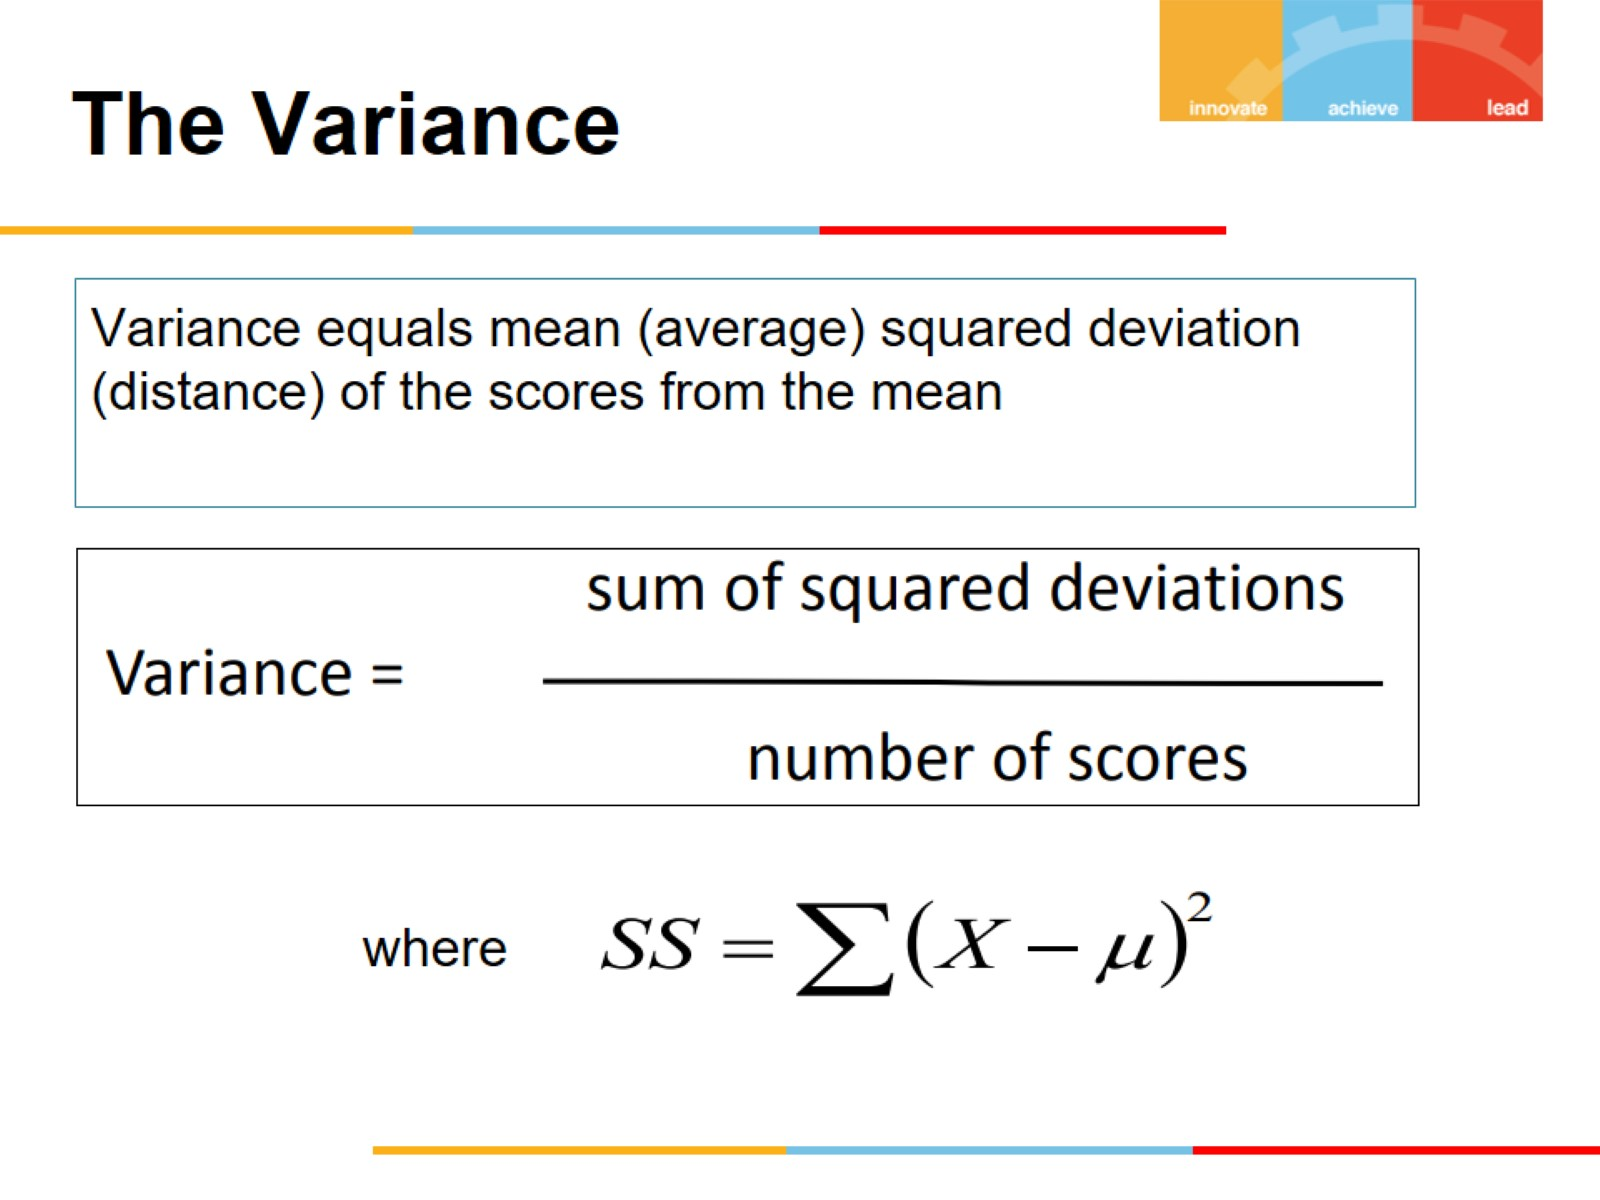 innovate achieve lead
The Variance
Variance equals mean (average) squared deviation
(distance) of the scores from the mean
sum of squared deviations
Variance =
number of scores
where SS = ∑(X − μ)²